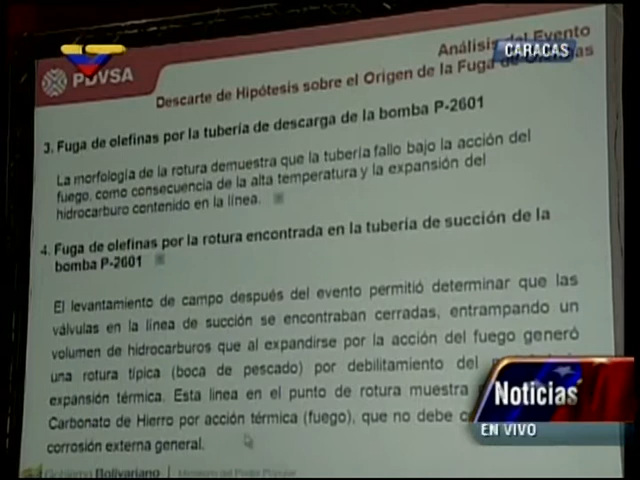 PDVSA
Análisis del Evento
CARACAS
Descarte de Hipótesis sobre el Origen de la Fuga de
3. Fuga de olefinas por la tubería de descarga de la bomba P-2601
La morfología de la rotura demuestra que la tubería fallo bajo la acción del
fuego, como consecuencia de la alta temperatura y la expansión del
hidrocarburo contenido en la línea.
4. Fuga de olefinas por la rotura encontrada en la tubería de succión de la
bomba P-2601
El levantamiento de campo después del evento permitió determinar que las
válvulas en la línea de succión se encontraban cerradas, entrampando un
volumen de hidrocarburos que al expandirse por la acción del fuego generó
una rotura típica (boca de pescado) por debilitamiento del
expansión térmica. Esta línea en el punto de rotura muestra
Carbonato de Hierro por acción térmica (fuego), que no debe
corrosión externa general.
Noticias
EN VIVO
Gobierno Bolivariano
Ministerio del Poder Popular